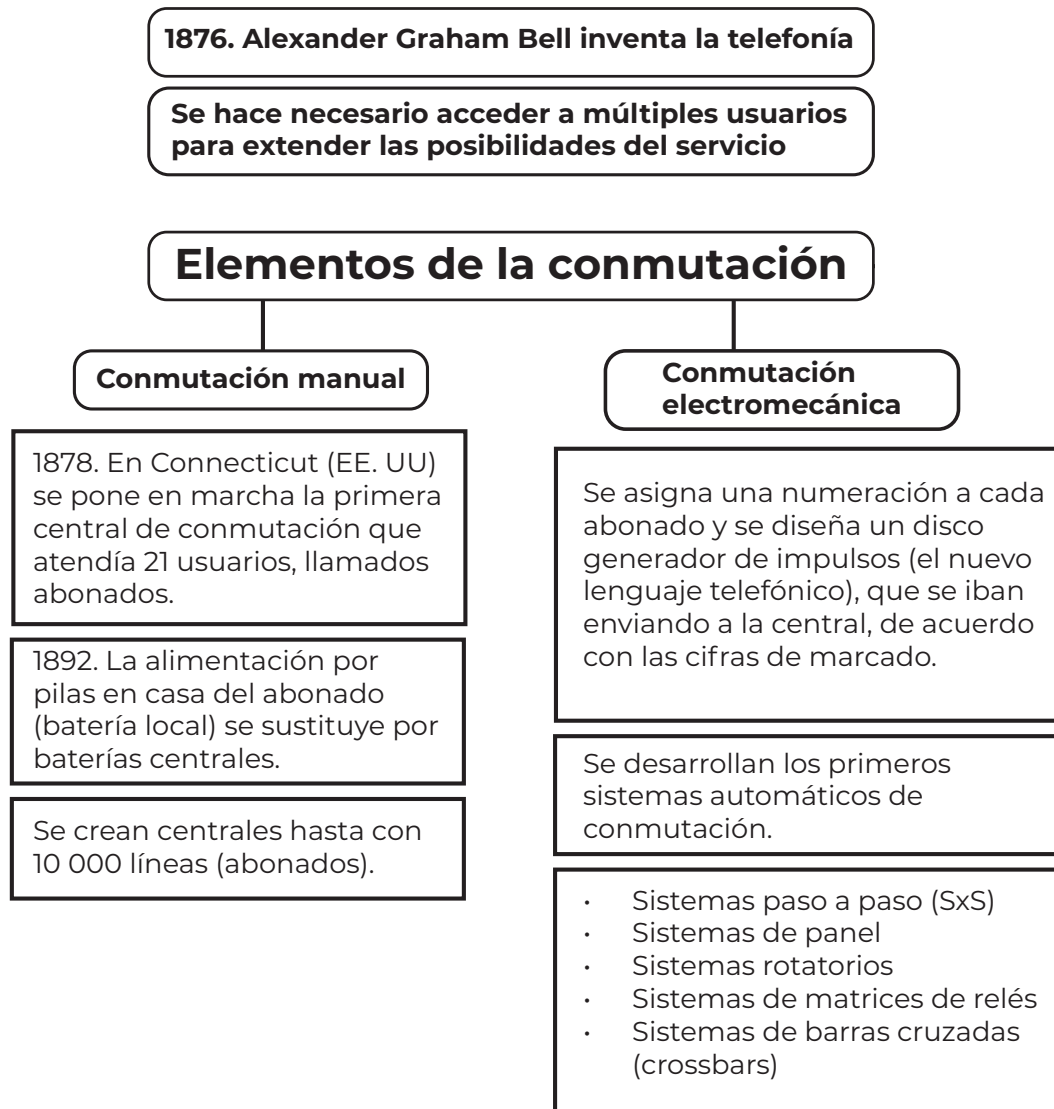 1876. Alexander Graham Bell inventa la telefonía
Se hace necesario acceder a múltiples usuarios
para extender las posibilidades del servicio
Elementos de la conmutación
Conmutación manual
1878. En Connecticut (EE. UU)
se pone en marcha la primera
central de conmutación que
atendía 21 usuarios, llamados
abonados.
1892. La alimentación por
pilas en casa del abonado
(batería local) se sustituye por
baterías centrales.
Se crean centrales hasta con
10 000 líneas (abonados).
Conmutación
electromecánica
Se asigna una numeración a cada
abonado y se diseña un disco
generador de impulsos (el nuevo
lenguaje telefónico), que se iban
enviando a la central, de acuerdo
con las cifras de marcado.
Se desarrollan los primeros
sistemas automáticos de
conmutación.
· Sistemas paso a paso (SxS)
· Sistemas de panel
· Sistemas rotatorios
· Sistemas de matrices de relés
· Sistemas de barras cruzadas
(crossbars)